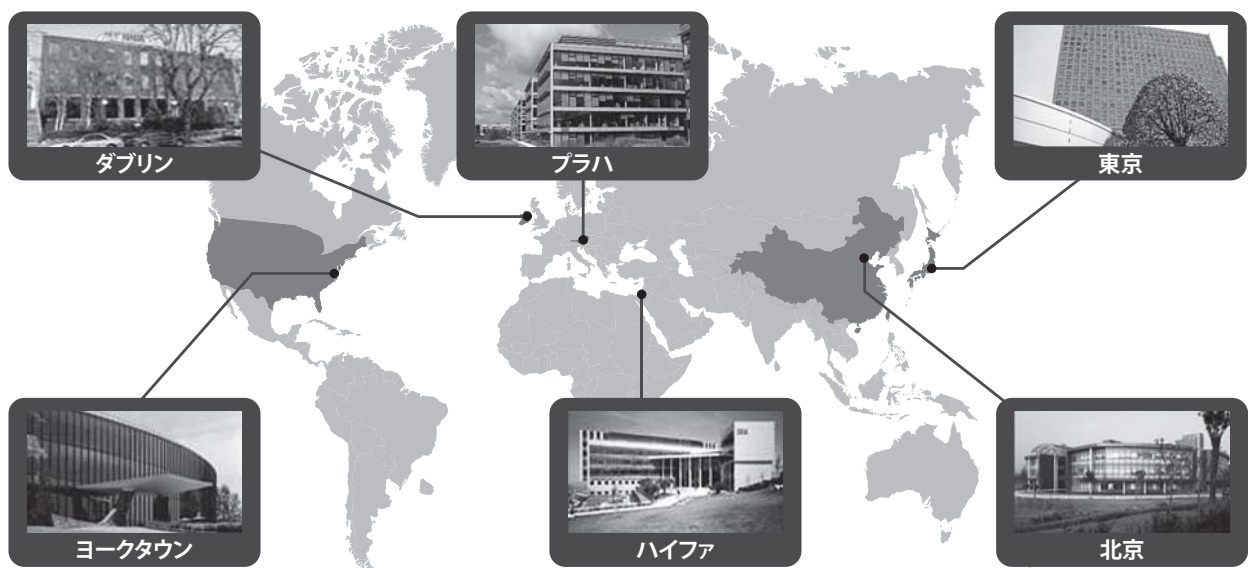 ダブリン
プラハ
東京
ヨークタウン
ハイファ
北京